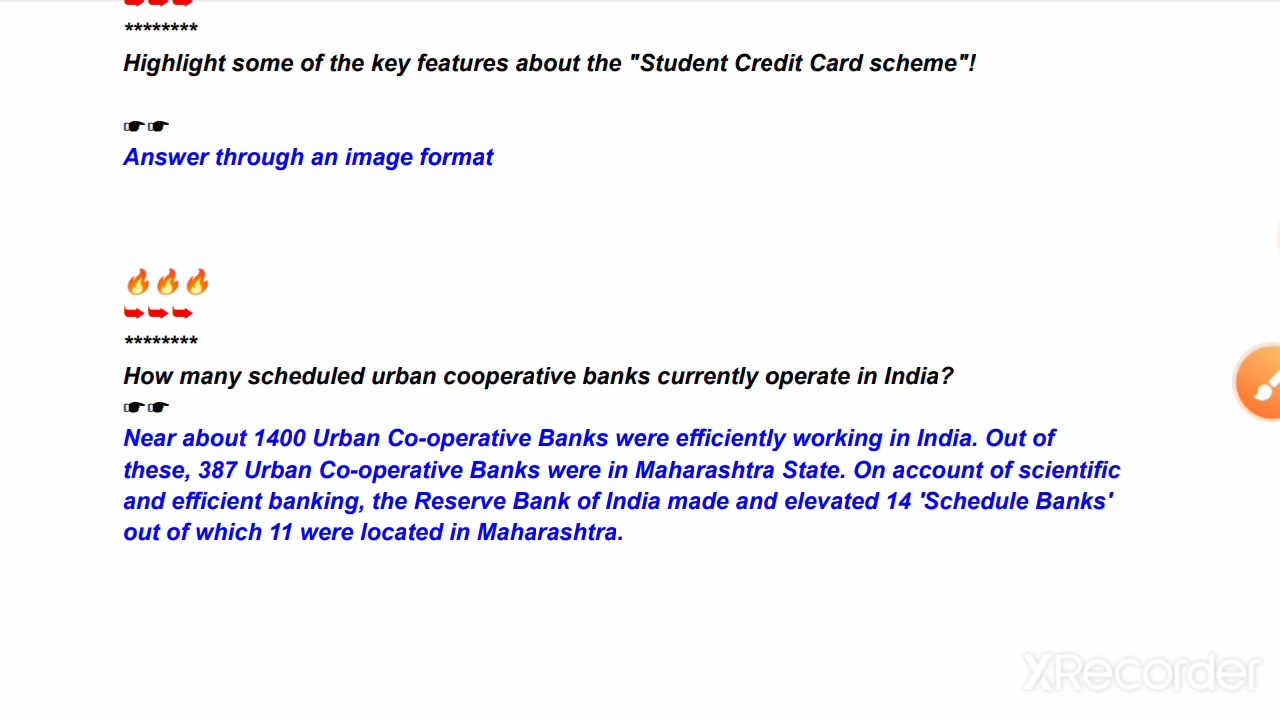 ********
Highlight some of the key features about the "Student Credit Card scheme"!
Answer through an image format
********
How many scheduled urban cooperative banks currently operate in India?
Near about 1400 Urban Co-operative Banks were efficiently working in India. Out of
these, 387 Urban Co-operative Banks were in Maharashtra State. On account of scientific
and efficient banking, the Reserve Bank of India made and elevated 14 'Schedule Banks'
out of which 11 were located in Maharashtra.
XRecorder